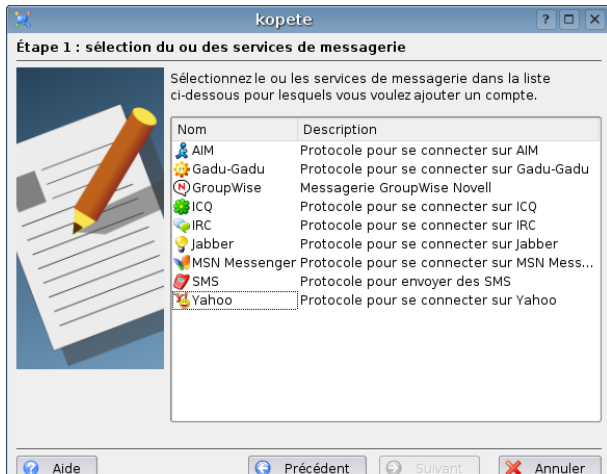 kopete
Étape 1 : sélection du ou des services de messagerie
Sélectionnez le ou les services de messagerie dans la liste
ci-dessous pour lesquels vous voulez ajouter un compte.
Nom Description
AIM Protocole pour se connecter sur AIM
Gadu-Gadu Protocole pour se connecter sur Gadu-Gadu
GroupWise Messagerie GroupWise Novell
ICQ Protocole pour se connecter sur ICQ
IRC Protocole pour se connecter sur IRC
Jabber Protocole pour se connecter sur Jabber
MSN Messenger Protocole pour se connecter sur MSN Mess...
SMS Protocole pour envoyer des SMS
Yahoo Protocole pour se connecter sur Yahoo
Aide Précédent Suivant Annuler